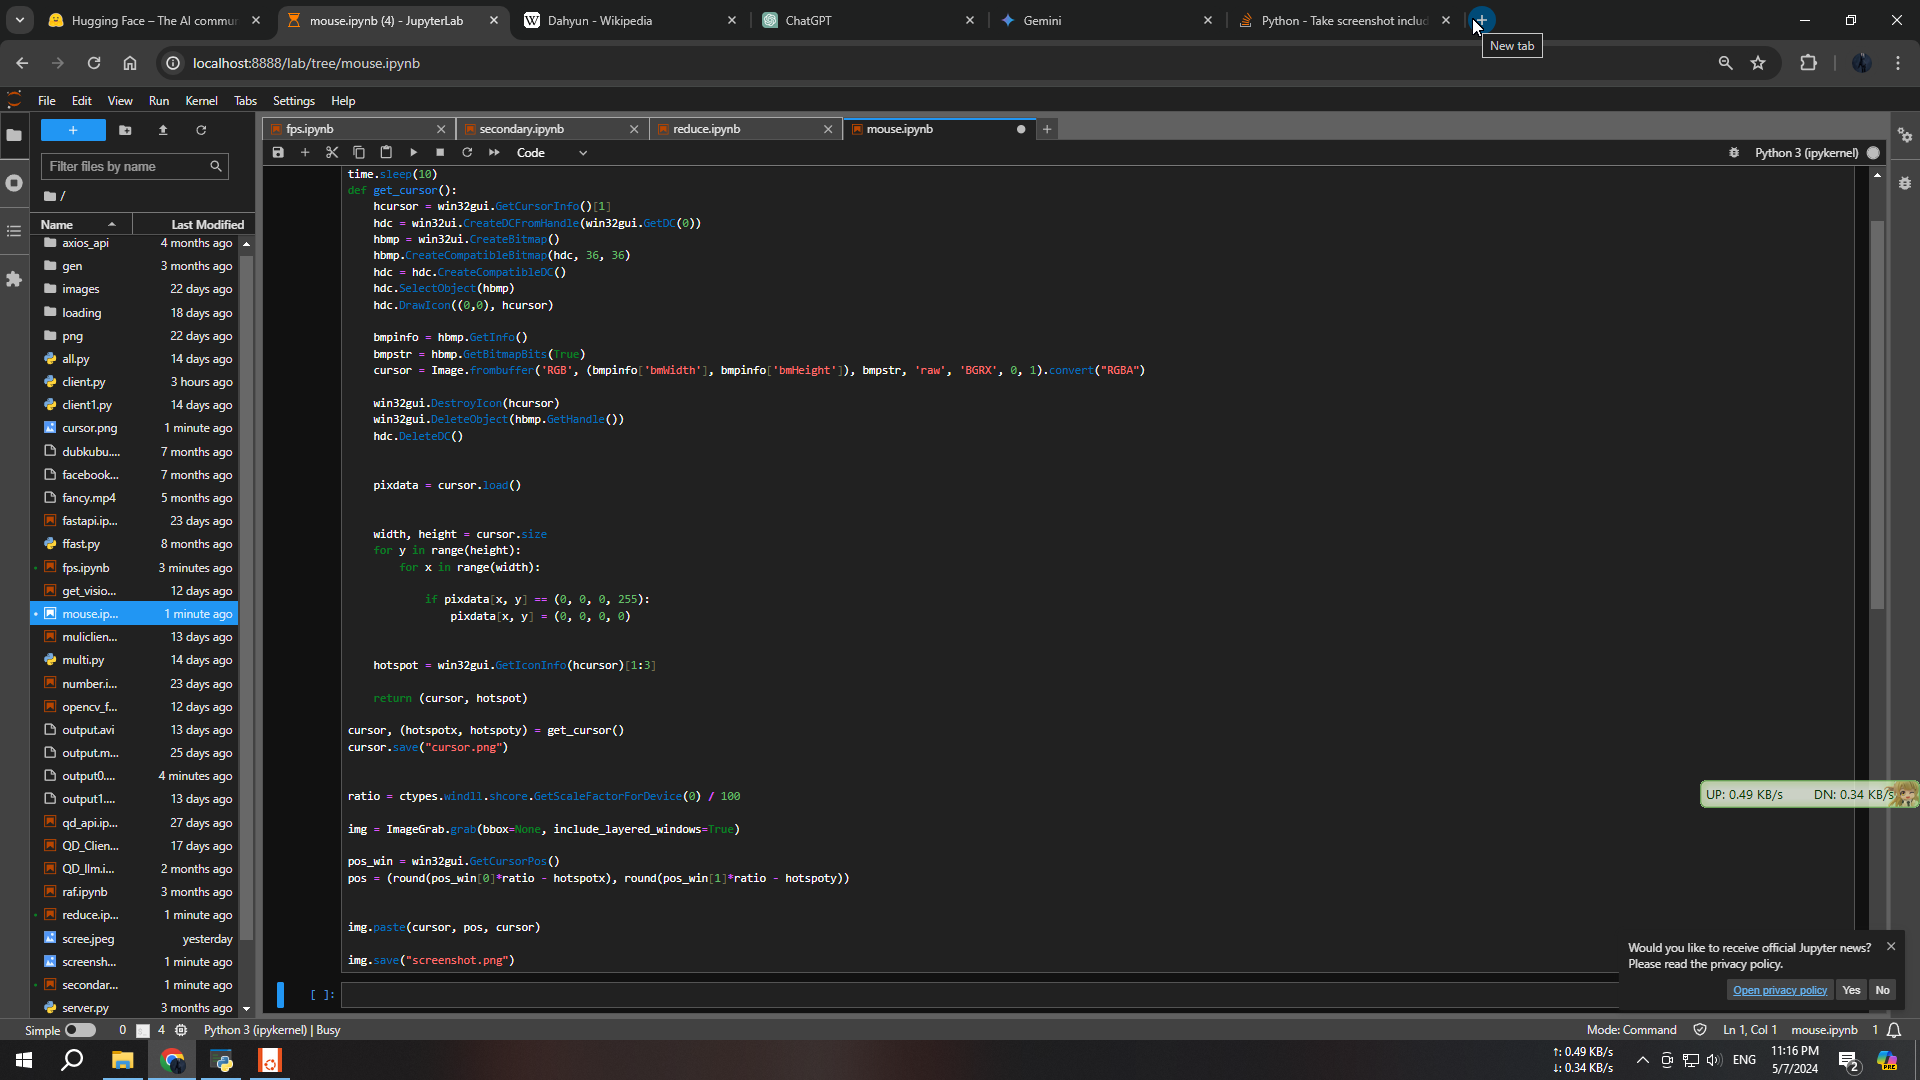 Hugging Face – The AI commu
mouse.ipynb (4) - JupyterLab
Dahyun - Wikipedia
ChatGPT
Gemini
Python - Take screenshot includ
New tab
localhost:8888/lab/tree/mouse.ipynb
File Edit View Run Kernel Tabs Settings Help
fps.ipynb
secondary.ipynb
reduce.ipynb
mouse.ipynb
Code
Python 3 (ipykernel)
Filter files by name
/
Name Last Modified
axios_api 4 months ago
gen 3 months ago
images 22 days ago
loading 18 days ago
png 22 days ago
all.py 14 days ago
client.py 3 hours ago
client1.py 14 days ago
cursor.png 1 minute ago
dubkubu.... 7 months ago
facebook... 7 months ago
fancy.mp4 5 months ago
fastapi.ip... 23 days ago
ffast.py 8 months ago
fps.ipynb 3 minutes ago
get_visio... 12 days ago
mouse.ip... 1 minute ago
muliclien... 13 days ago
multi.py 14 days ago
number.i... 23 days ago
opencv_f... 12 days ago
output.avi 13 days ago
output.m... 25 days ago
output0.... 4 minutes ago
output1.... 13 days ago
qd_api.ip... 27 days ago
QD_Clien... 17 days ago
QD_llm.i... 2 months ago
raf.ipynb 3 months ago
reduce.ip... 1 minute ago
scree.jpeg yesterday
screensh... 1 minute ago
secondar... 1 minute ago
server.py 3 months ago
time.sleep(10)
def get_cursor():
hcursor = win32gui.GetCursorInfo()[1]
hdc = win32ui.CreateDCFromHandle(win32gui.GetDC(0))
hbmp = win32ui.CreateBitmap()
hbmp.CreateCompatibleBitmap(hdc, 36, 36)
hdc = hdc.CreateCompatibleDC()
hdc.SelectObject(hbmp)
hdc.DrawIcon((0,0), hcursor)
bmpinfo = hbmp.GetInfo()
bmpstr = hbmp.GetBitmapBits(True)
cursor = Image.frombuffer('RGB', (bmpinfo['bmWidth'], bmpinfo['bmHeight']), bmpstr, 'raw', 'BGRX', 0, 1).convert("RGBA")
win32gui.DestroyIcon(hcursor)
win32gui.DeleteObject(hbmp.GetHandle())
hdc.DeleteDC()
pixdata = cursor.load()
width, height = cursor.size
for y in range(height):
for x in range(width):
if pixdata[x, y] == (0, 0, 0, 255):
pixdata[x, y] = (0, 0, 0, 0)
hotspot = win32gui.GetIconInfo(hcursor)[1:3]
return (cursor, hotspot)
cursor, (hotspotx, hotspoty) = get_cursor()
cursor.save("cursor.png")
ratio = ctypes.windll.shcore.GetScaleFactorForDevice(0) / 100
img = ImageGrab.grab(bbox=None, include_layered_windows=True)
pos_win = win32gui.GetCursorPos()
pos = (round(pos_win[0]*ratio - hotspotx), round(pos_win[1]*ratio - hotspoty))
img.paste(cursor, pos, cursor)
img.save("screenshot.png")
[ ]:
UP: 0.49 KB/s DN: 0.34 KB/s
Would you like to receive official Jupyter news?
Please read the privacy policy.
Open privacy policy Yes No
Simple 0 4 Python 3 (ipykernel) | Busy
Mode: Command Ln 1, Col 1 mouse.ipynb 1
↑: 0.49 KB/s
↓: 0.34 KB/s
ENG
11:16 PM
5/7/2024
2
PRE